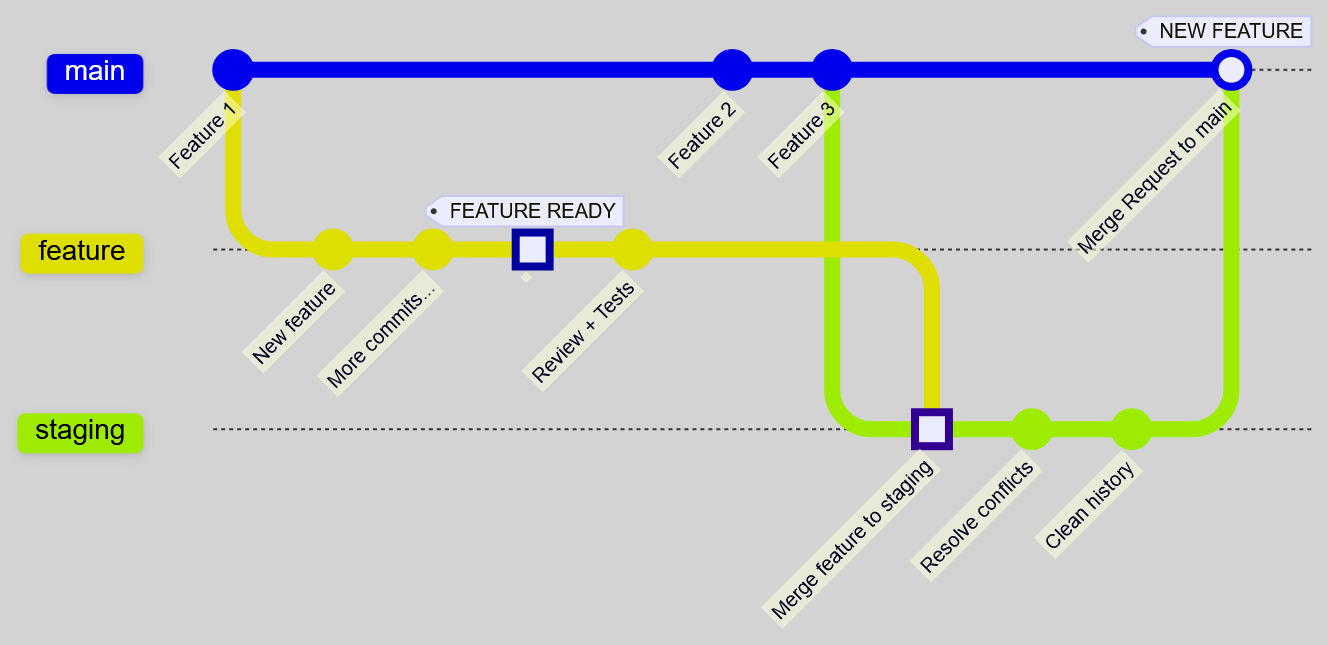 NEW FEATURE
main
Feature 1
Feature 2
Feature 3
Merge Request to main
FEATURE READY
feature
New feature
More commits...
Review + Tests
staging
Merge feature to staging
Resolve conflicts
Clean history